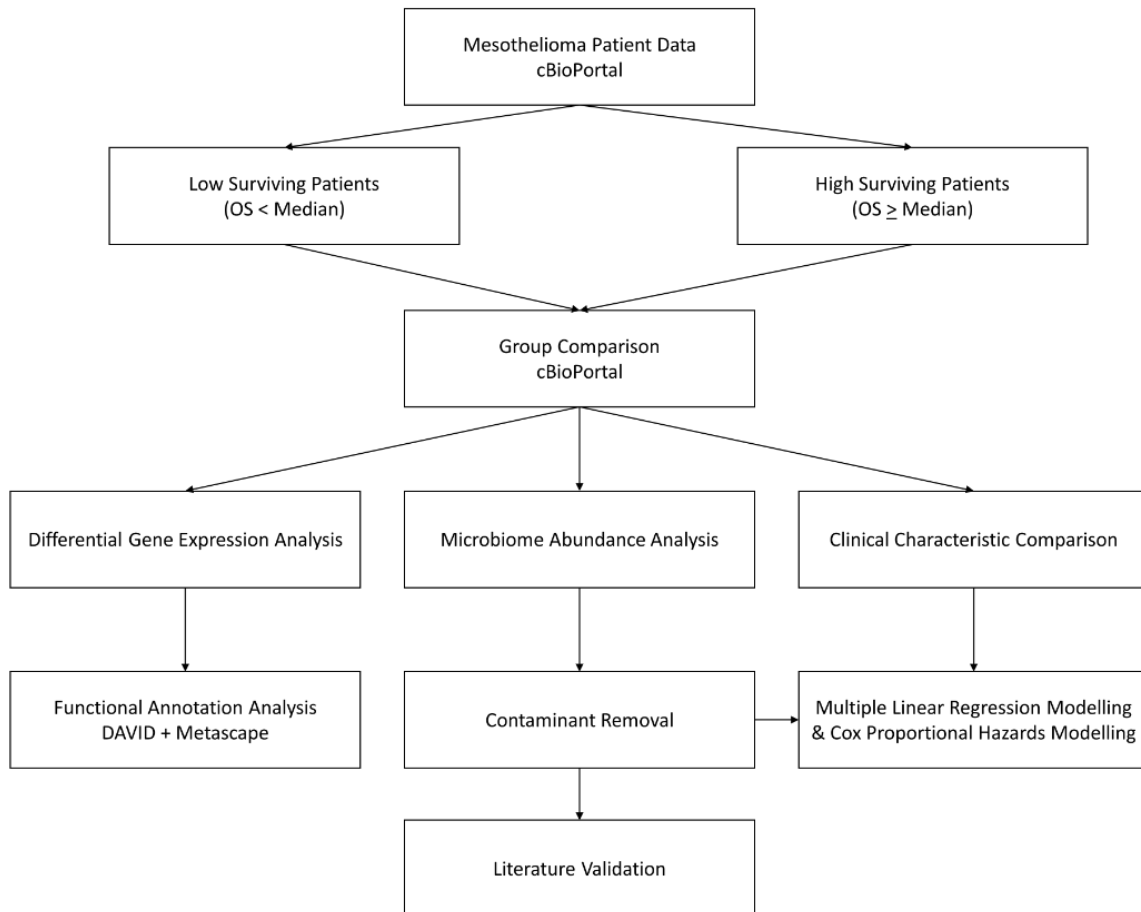 Mesothelioma Patient Data
cBioPortal
Low Surviving Patients
(OS < Median)
High Surviving Patients
(OS ≥ Median)
Group Comparison
cBioPortal
Differential Gene Expression Analysis
Microbiome Abundance Analysis
Clinical Characteristic Comparison
Functional Annotation Analysis
DAVID + Metascape
Contaminant Removal
Multiple Linear Regression Modelling
& Cox Proportional Hazards Modelling
Literature Validation